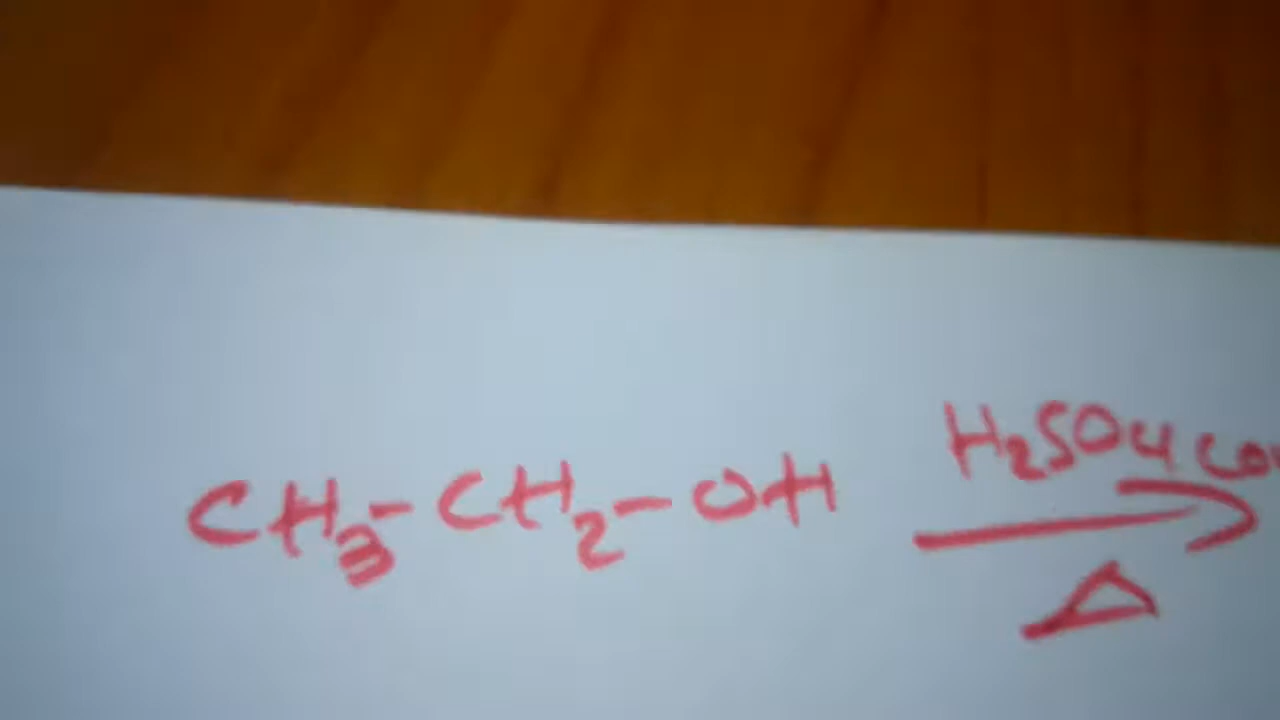 H₂SO₄
CH₃-CH₂-OH ⟶
Δ